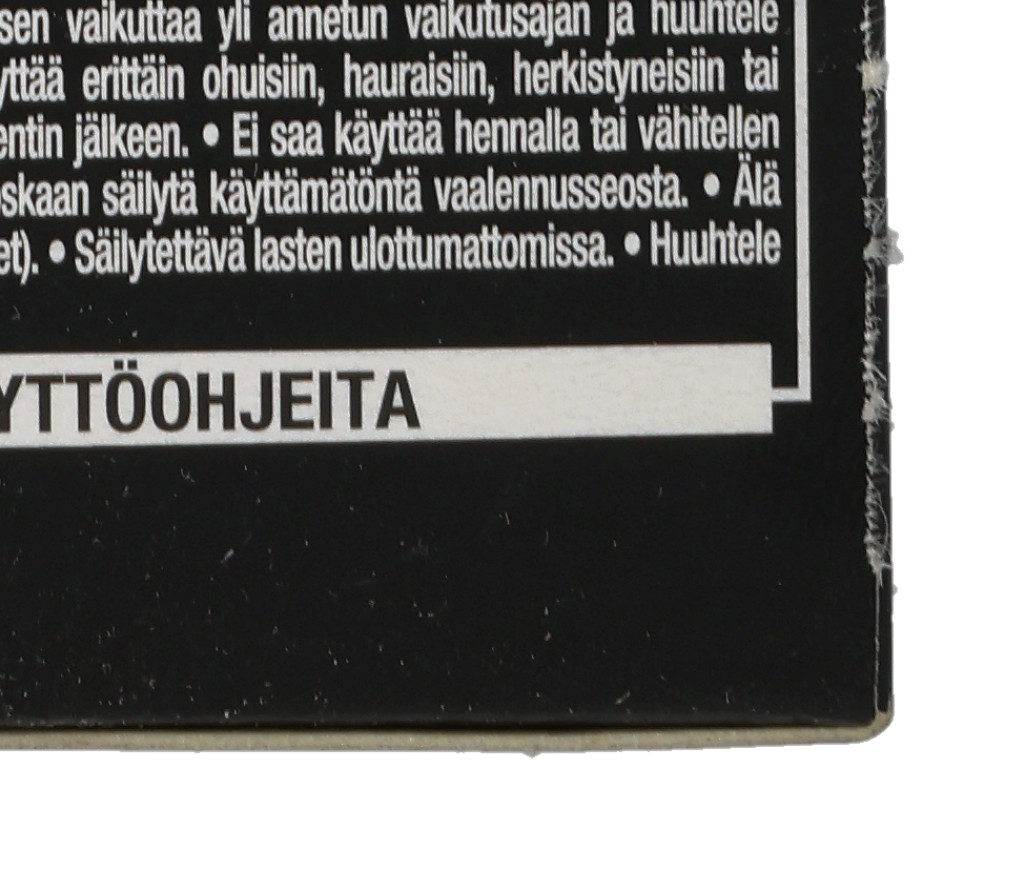 sen vaikuttaa yli annetun vaikutusajan ja huuhtele
yttää erittäin ohuisiin, hauraisiin, herkistyneisiin tai
entin jälkeen. • Ei saa käyttää hennalla tai vähitellen
oskaan säilytä käyttämätöntä vaalennusseosta. • Älä
et). • Säilytettävä lasten ulottumattomissa. • Huuhtele
YTTÖOHJEITA